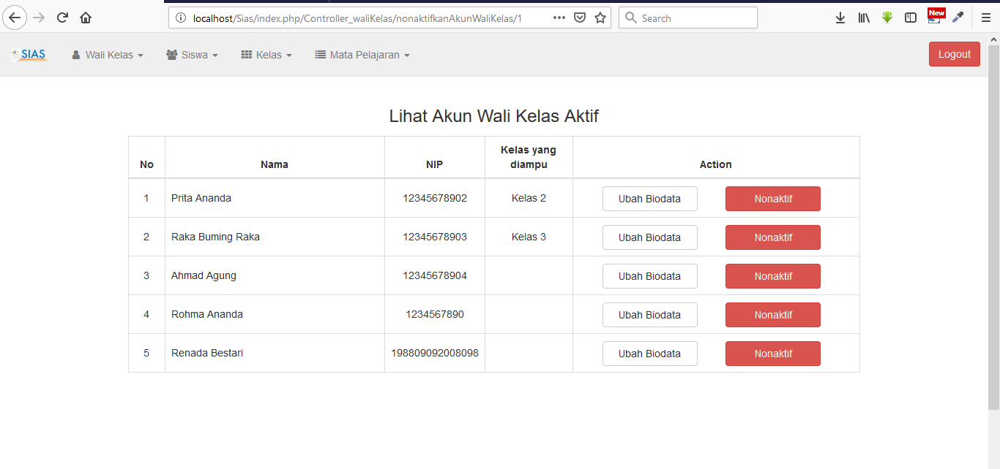 localhost/Sias/index.php/Controller_waliKelas/nonaktifkanAkunWaliKelas/1
Search
New
SIAS Wali Kelas Siswa Kelas Mata Pelajaran Logout
Lihat Akun Wali Kelas Aktif
No Nama NIP Kelas yang diampu Action
1 Prita Ananda 12345678902 Kelas 2 Ubah Biodata Nonaktif
2 Raka Buming Raka 12345678903 Kelas 3 Ubah Biodata Nonaktif
3 Ahmad Agung 12345678904 Ubah Biodata Nonaktif
4 Rohma Ananda 1234567890 Ubah Biodata Nonaktif
5 Renada Bestari 198809092008098 Ubah Biodata Nonaktif